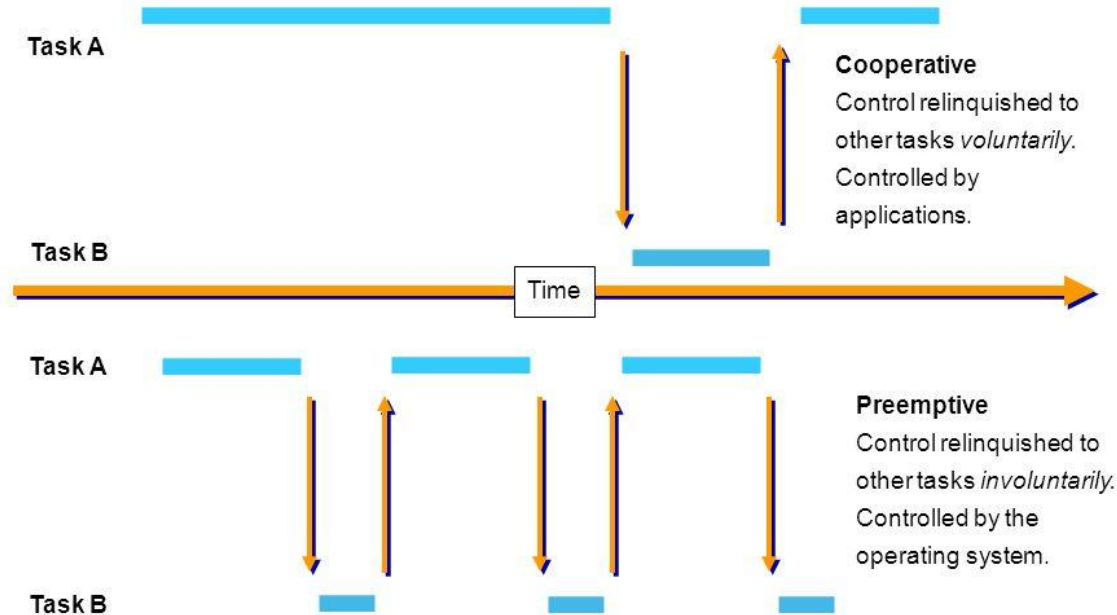 Task A
Cooperative
Control relinquished to
other tasks voluntarily.
Controlled by
applications.
Task B
Time
Task A
Preemptive
Control relinquished to
other tasks involuntarily.
Controlled by the
operating system.
Task B